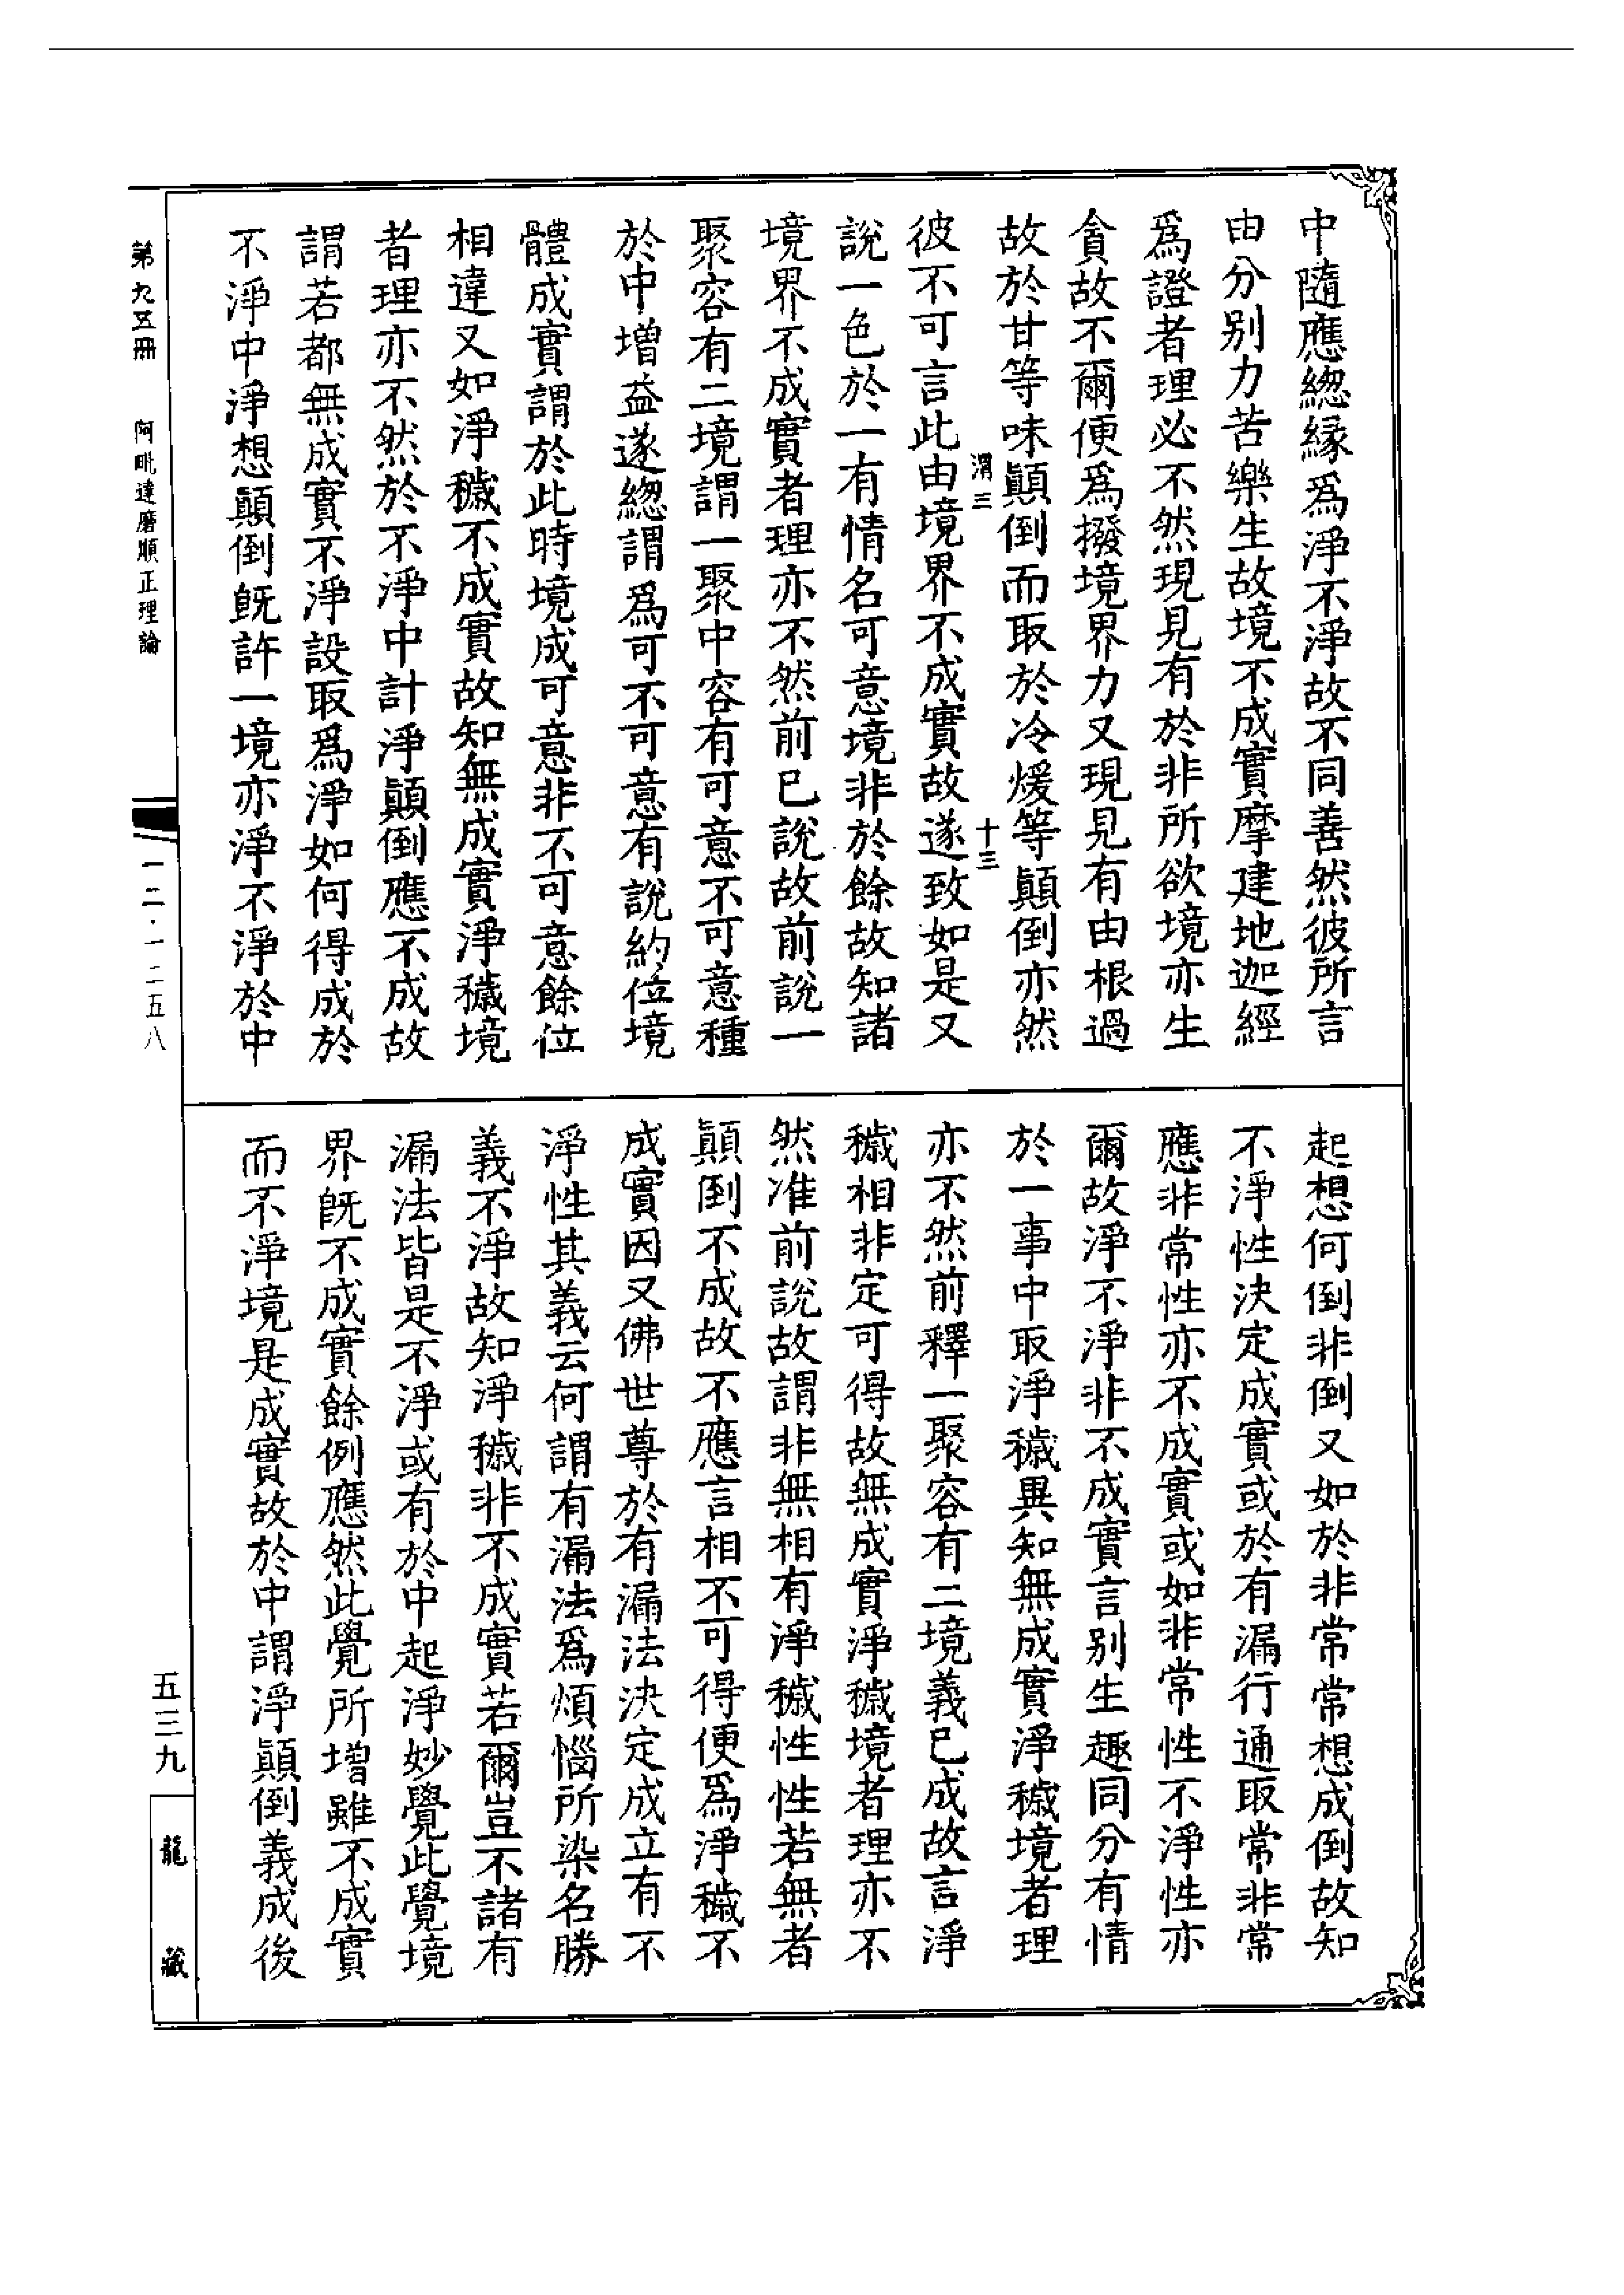 中隨應緫縁爲淨不淨故不同善然彼所言
由分别力苦樂生故境不成實摩建地迦經
爲證者理必不然現見有於非所欲境亦生
貪故不爾便爲撥境界力又現見有由根過
故於甘等味顛倒而取於冷煖等顛倒亦然
渭三
十三
彼不可言此由境界不成實故遂致如是又
說一色於一有情名可意境非於餘故知諸
境界不成實者理亦不然前已說故前說一
聚容有二境謂一聚中容有可意不可意種
於中增益遂緫謂爲可不可意有說約位境
體成實謂於此時境成可意非不可意餘位
相違又如淨穢不成實故知無成實淨穢境
者理亦不然於不淨中計淨顛倒應不成故
謂若都無成實不淨設取爲淨如何得成於
不淨中淨想顛倒旣許一境亦淨不淨於中
起想何倒非倒又如於非常常想成倒故知
不淨性決定成實或於有漏行通取常非常
應非常性亦不成實或如非常性不淨性亦
爾故淨不淨非不成實言别生趣同分有情
於一事中取淨穢異知無成實淨穢境者理
亦不然前釋一聚容有二境義已成故言淨
穢相非定可得故無成實淨穢境者理亦不
然准前說故謂非無相有淨穢性性若無者
顛倒不成故不應言相不可得便爲淨穢不
成實因又佛世尊於有漏法決定成立有不
淨性其義云何謂有漏法爲煩惱所染名勝
義不淨故知淨穢非不成實若爾豈不諸有
漏法皆是不淨或有於中起淨妙覺此覺境
界旣不成實餘例應然此覺所增雖不成實
而不淨境是成實故於中謂淨顛倒義成後
第九五冊
阿毗達磨順正理論
一二·一二五八
五三九
龍藏